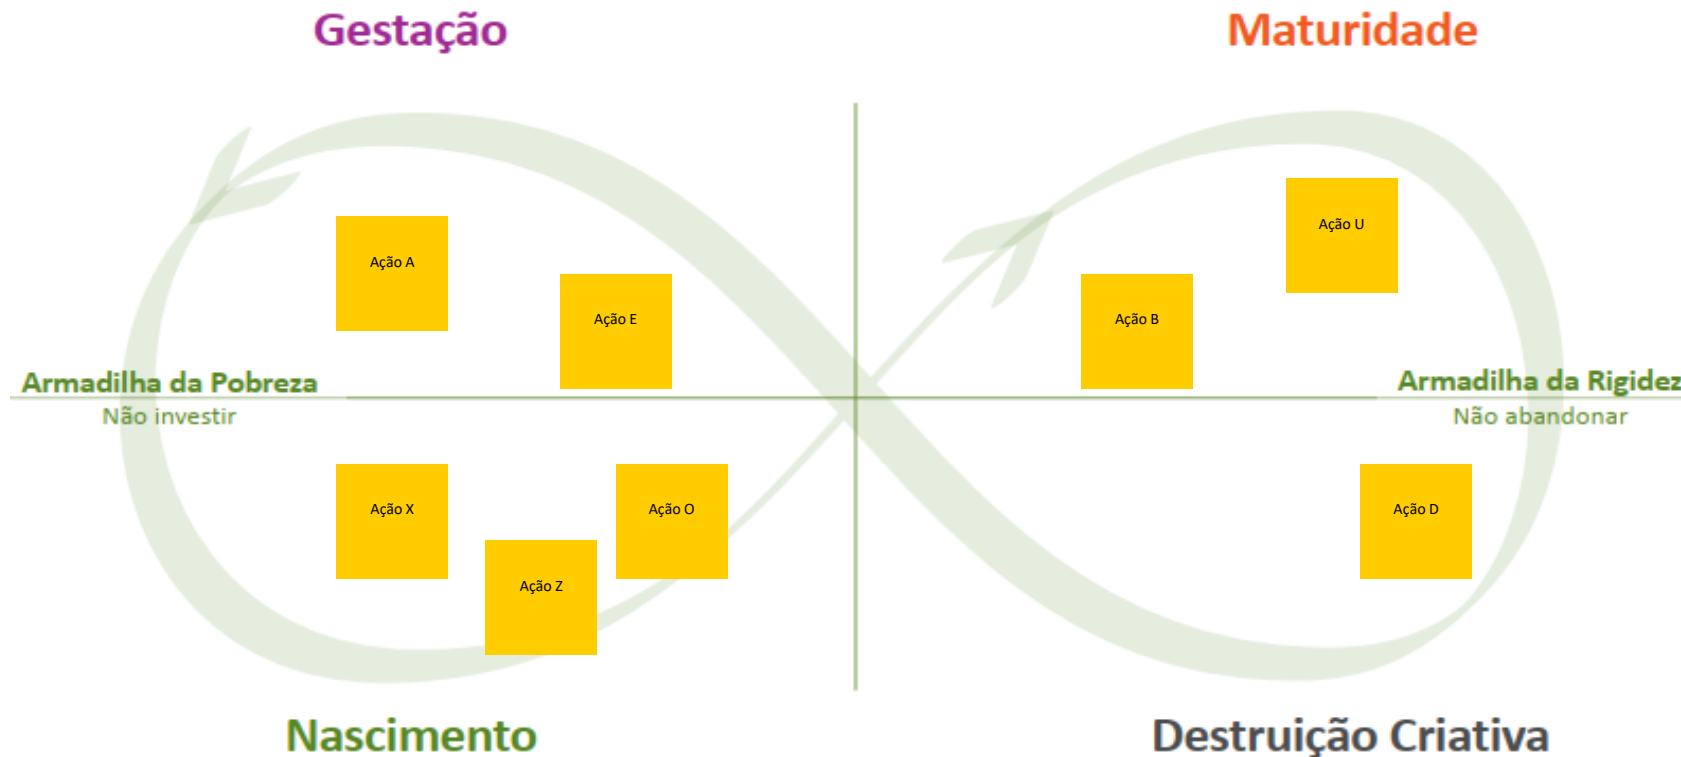 Gestação
Maturidade
Ação U
Ação A
Ação E
Ação B
Armadilha da Pobreza
Não investir
Armadilha da Rigidez
Não abandonar
Ação X
Ação O
Ação D
Ação Z
Nascimento
Destruição Criativa